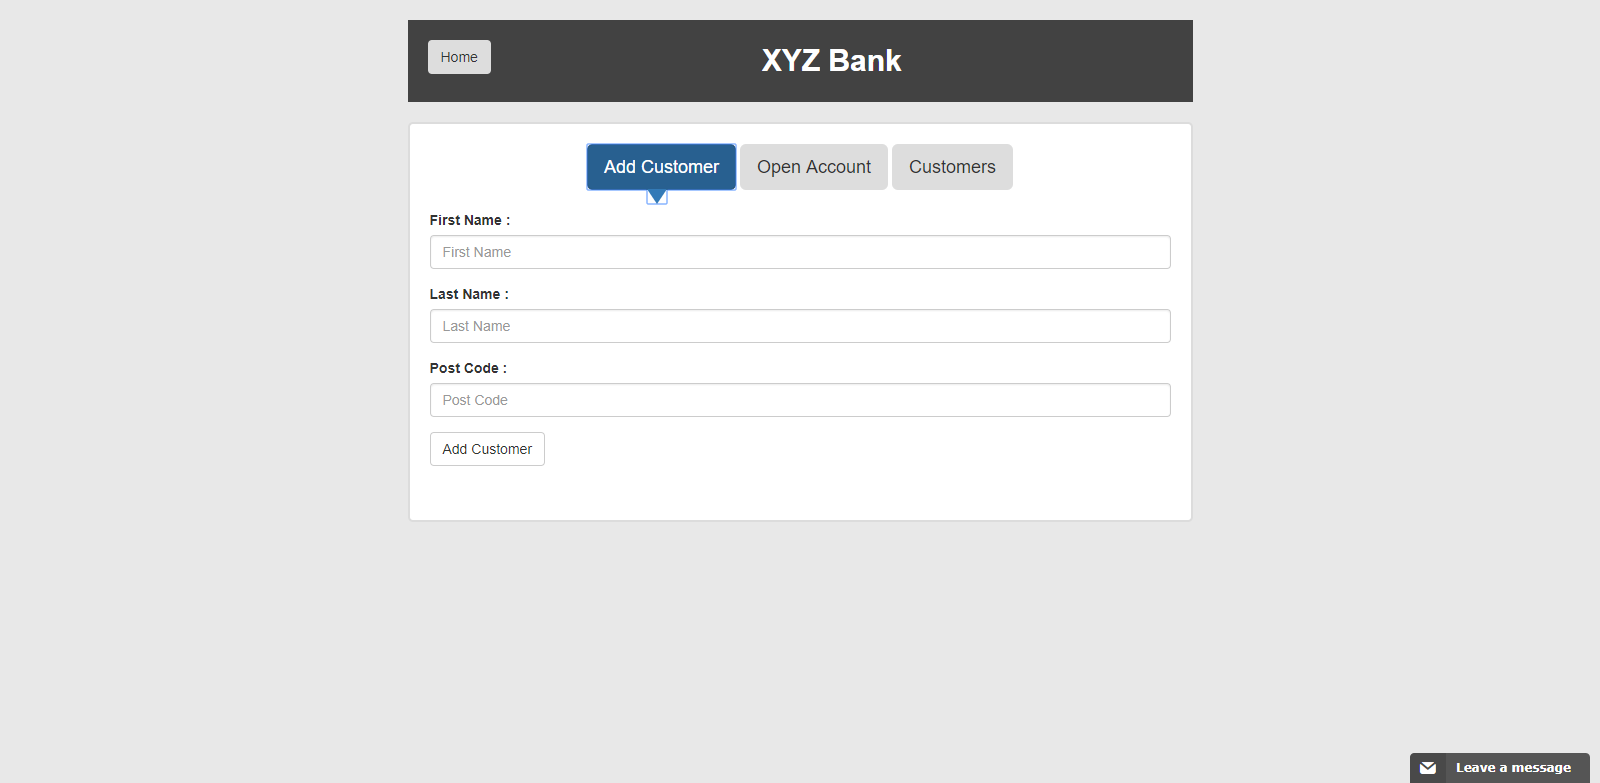 Home
XYZ Bank
Add Customer
Open Account
Customers
First Name :
First Name
Last Name :
Last Name
Post Code :
Post Code
Add Customer
Leave a message